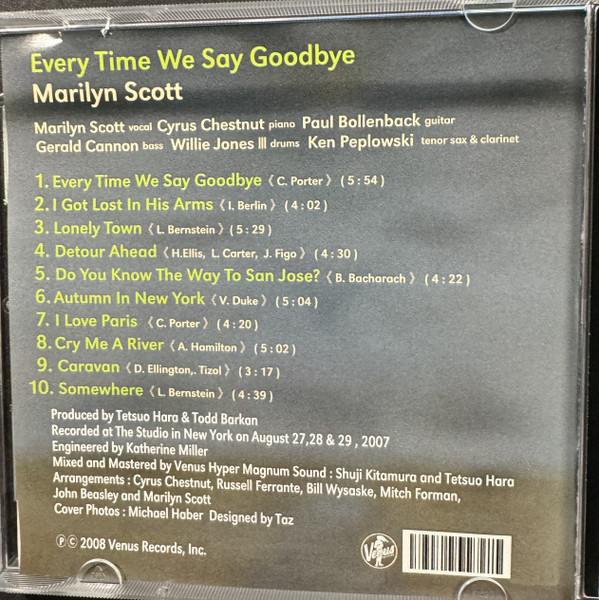 Every Time We Say Goodbye
Marilyn Scott
Marilyn Scott vocal Cyrus Chestnut piano Paul Bollenback guitar
Gerald Cannon bass Willie Jones III drums Ken Peplowski tenor sax & clarinet
1. Every Time We Say Goodbye 〈 C. Porter 〉 ( 5 : 54 )
2. I Got Lost In His Arms 〈 I. Berlin 〉 ( 4 : 02 )
3. Lonely Town 〈 L. Bernstein 〉 ( 5 : 29 )
4. Detour Ahead 〈 H.Ellis, L. Carter, J. Figo 〉 ( 4 : 30 )
5. Do You Know The Way To San Jose? 〈 B. Bacharach 〉 ( 4 : 22 )
6. Autumn In New York 〈 V. Duke 〉 ( 5 : 04 )
7. I Love Paris 〈 C. Porter 〉 ( 4 : 20 )
8. Cry Me A River 〈 A. Hamilton 〉 ( 5 : 02 )
9. Caravan 〈 D. Ellington,. Tizol 〉 ( 3 : 17 )
10. Somewhere 〈 L. Bernstein 〉 ( 4 : 39 )
Produced by Tetsuo Hara & Todd Barkan
Recorded at The Studio in New York on August 27,28 & 29 , 2007
Engineered by Katherine Miller
Mixed and Mastered by Venus Hyper Magnum Sound : Shuji Kitamura and Tetsuo Hara
Arrangements : Cyrus Chestnut, Russell Ferrante, Bill Wysaske, Mitch Forman,
John Beasley and Marilyn Scott
Cover Photos : Michael Haber Designed by Taz
Ⓟ Ⓒ 2008 Venus Records, Inc.
Venus